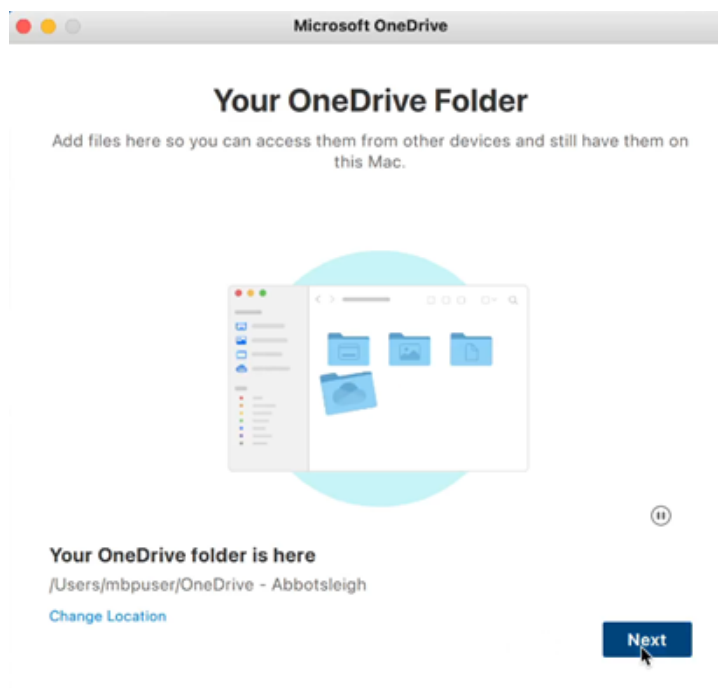 Microsoft OneDrive
Your OneDrive Folder
Add files here so you can access them from other devices and still have them on
this Mac.
Your OneDrive folder is here
/Users/mbpuser/OneDrive - Abbotsleigh
Change Location
Next